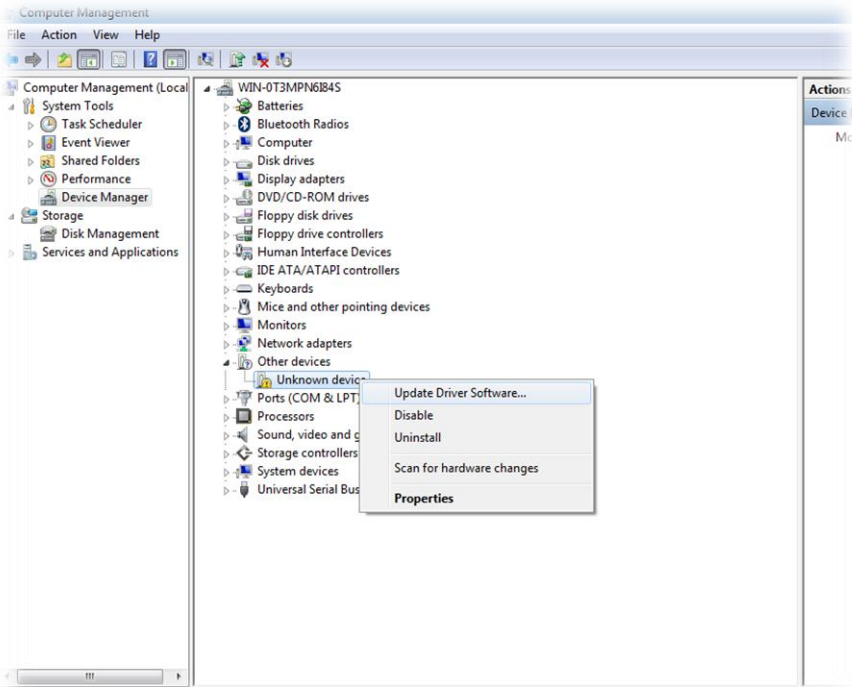 Computer Management
File Action View Help
Computer Management (Local
System Tools
Task Scheduler
Event Viewer
Shared Folders
Performance
Device Manager
Storage
Disk Management
Services and Applications
WIN-0T3MPN6I84S
Batteries
Bluetooth Radios
Computer
Disk drives
Display adapters
DVD/CD-ROM drives
Floppy disk drives
Floppy drive controllers
Human Interface Devices
IDE ATA/ATAPI controllers
Keyboards
Mice and other pointing devices
Monitors
Network adapters
Other devices
Unknown device
Ports (COM & LPT)
Processors
Sound, video and g
Storage controllers
System devices
Universal Serial Bus
Update Driver Software...
Disable
Uninstall
Scan for hardware changes
Properties
Actions
Device
Mo